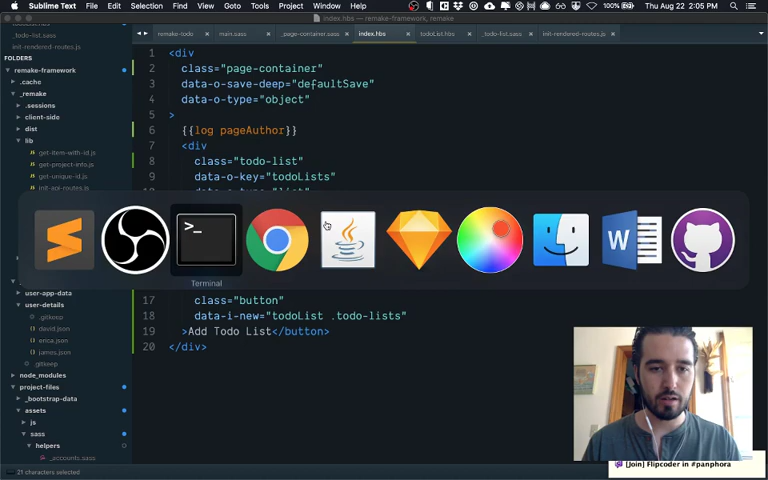 Sublime Text File Edit Selection Find View Goto Tools Project Window Help 100% Thu Aug 22 2:05 PM
index.hbs — remake-framework, remake
_todo-list.sass
init-rendered-routes.js
remake-todo main.sass _page-container.sass index.hbs todoList.hbs _todo-list.sass init-rendered-routes.js
FOLDERS
remake-framework
.cache
_remake
.sessions
client-side
dist
lib
get-item-with-id.js
get-project-info.js
get-unique-id.js
init-api-routes.js
user-app-data
user-details
.gitkeep
david.json
erica.json
james.json
.gitkeep
node_modules
project-files
_bootstrap-data
assets
js
sass
helpers
_accounts.sass
1 <div
2 class="page-container"
3 data-o-save-deep="defaultSave"
4 data-o-type="object"
5 >
6 {{log pageAuthor}}
7 <div
8 class="todo-list"
9 data-o-key="todoLists"
>_
W
Terminal
17 class="button"
18 data-i-new="todoList .todo-lists"
19 >Add Todo List</button>
20 </div>
21 characters selected
[Join] Flipcoder in #panphora